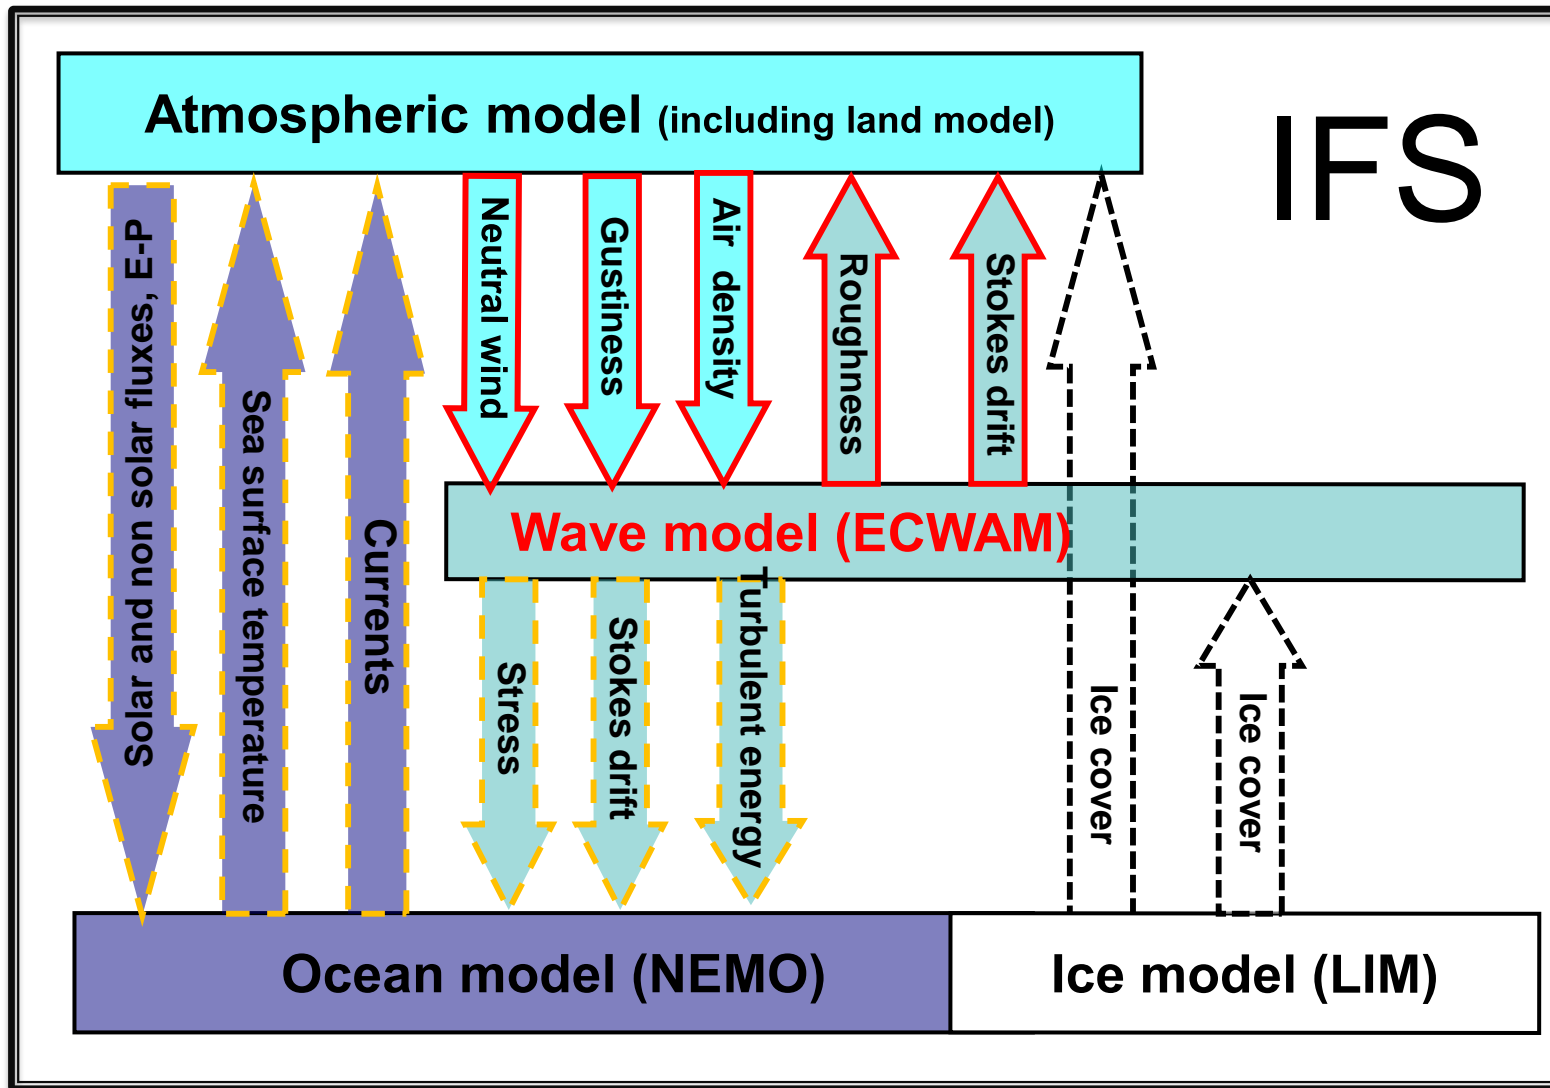 Atmospheric model (including land model)
IFS
Solar and non solar fluxes, E-P
Sea surface temperature
Currents
Neutral wind
Gustiness
Air density
Roughness
Stokes drift
Wave model (ECWAM)
Stress
Stokes drift
Turbulent energy
Ice cover
Ice cover
Ocean model (NEMO)
Ice model (LIM)